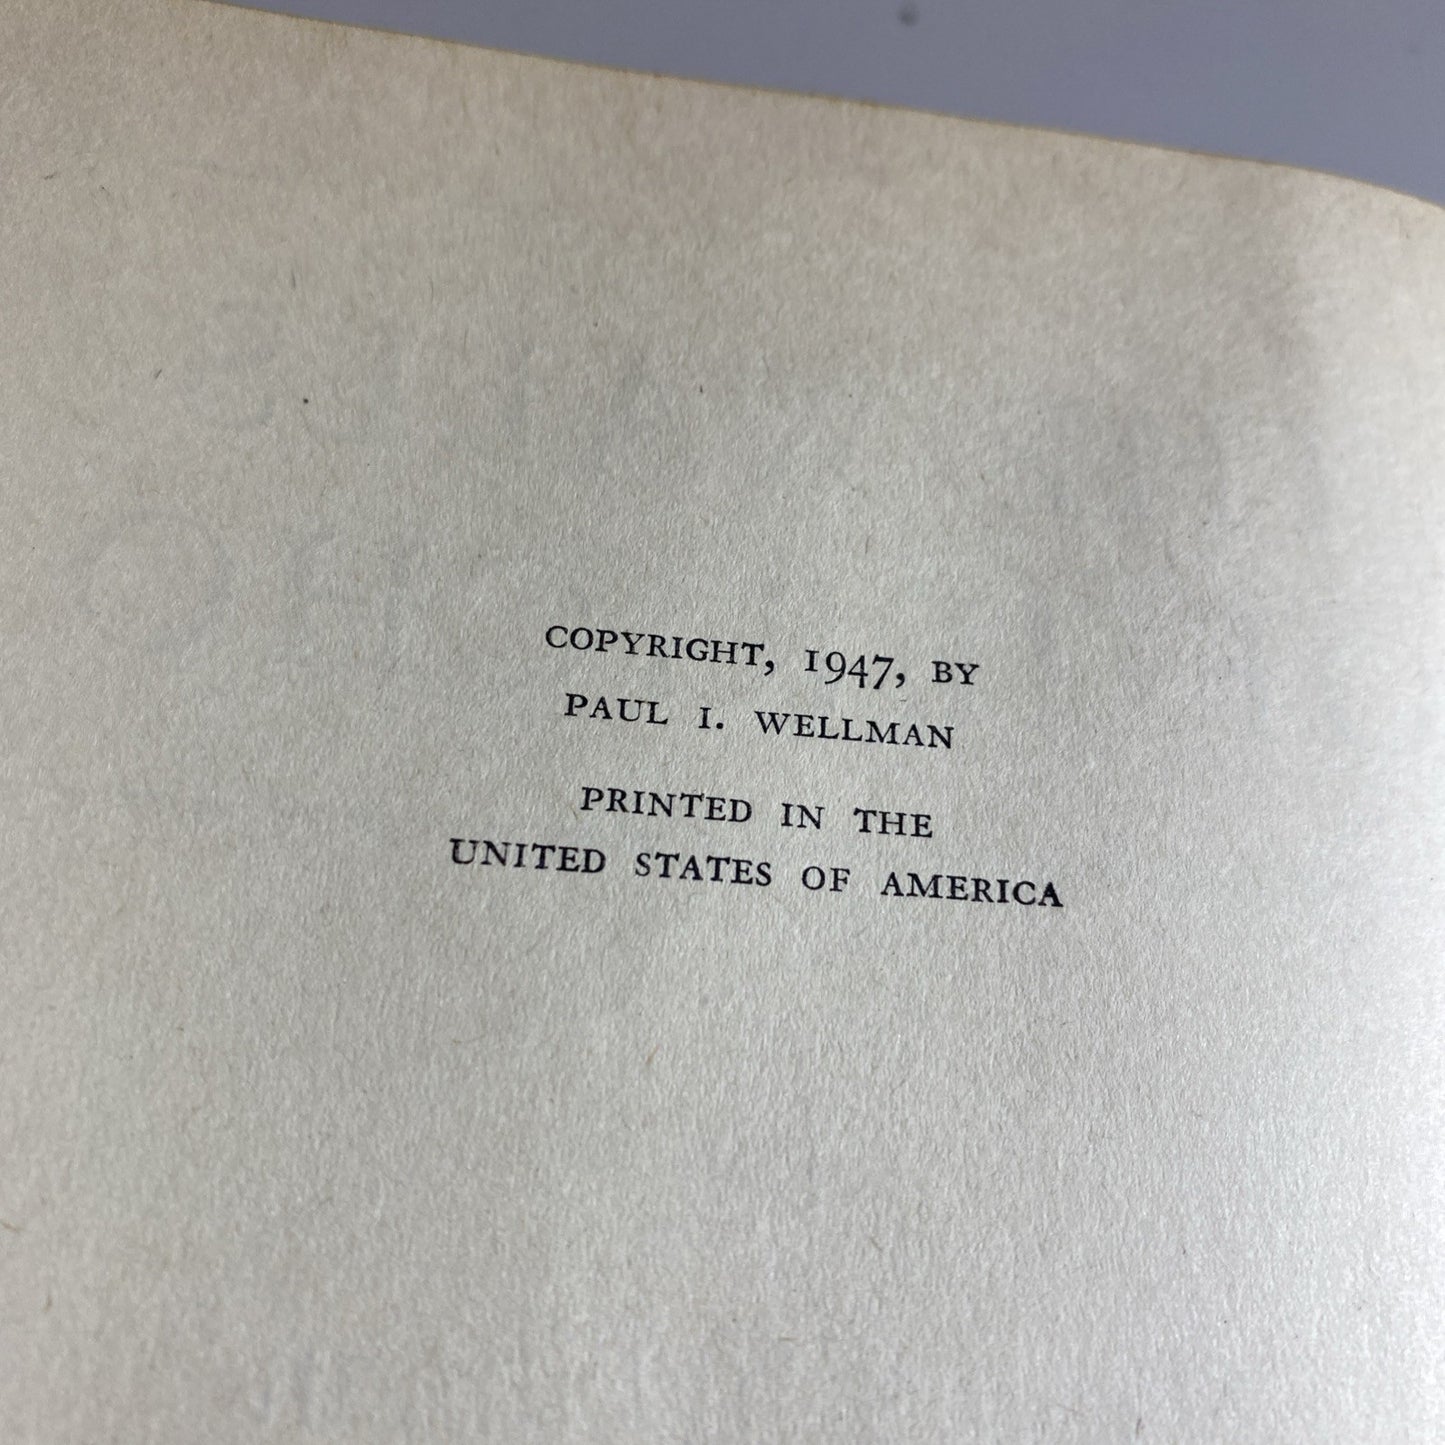 COPYRIGHT, 1947, BY
PAUL I. WELLMAN
PRINTED IN THE
UNITED STATES OF AMERICA